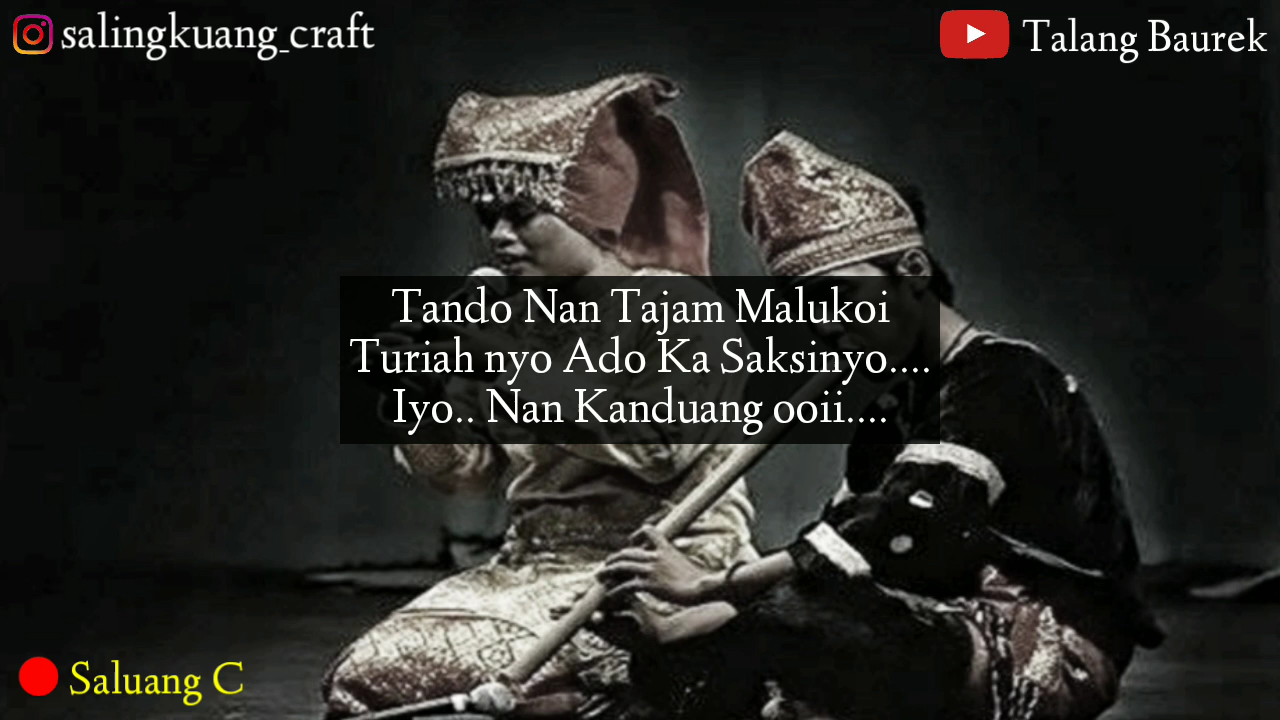 salingkuang_craft
Talang Baurek
Tando Nan Tajam Malukoi
Turiah nyo Ado Ka Saksinyo....
Iyo.. Nan Kanduang ooii....
Saluang C